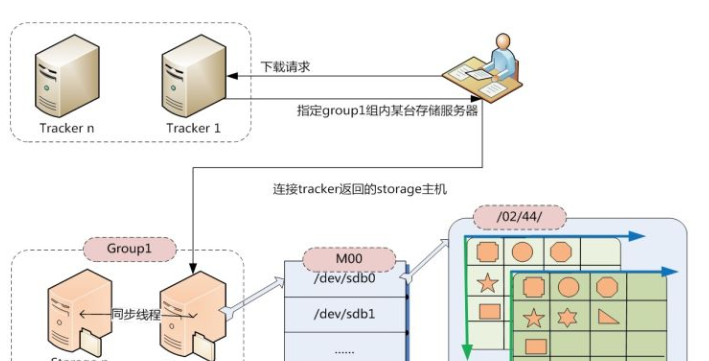 下载请求
指定group1组内某台存储服务器
Tracker n
Tracker 1
连接tracker返回的storage主机
/02/44/
Group1
M00
/dev/sdb0
同步线程
/dev/sdb1
......